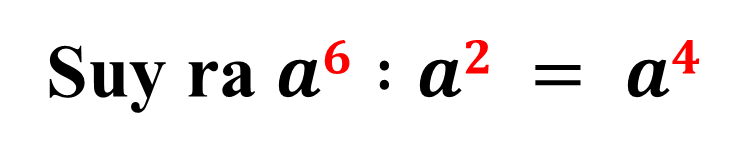 Suy ra a⁶ : a² = a⁴